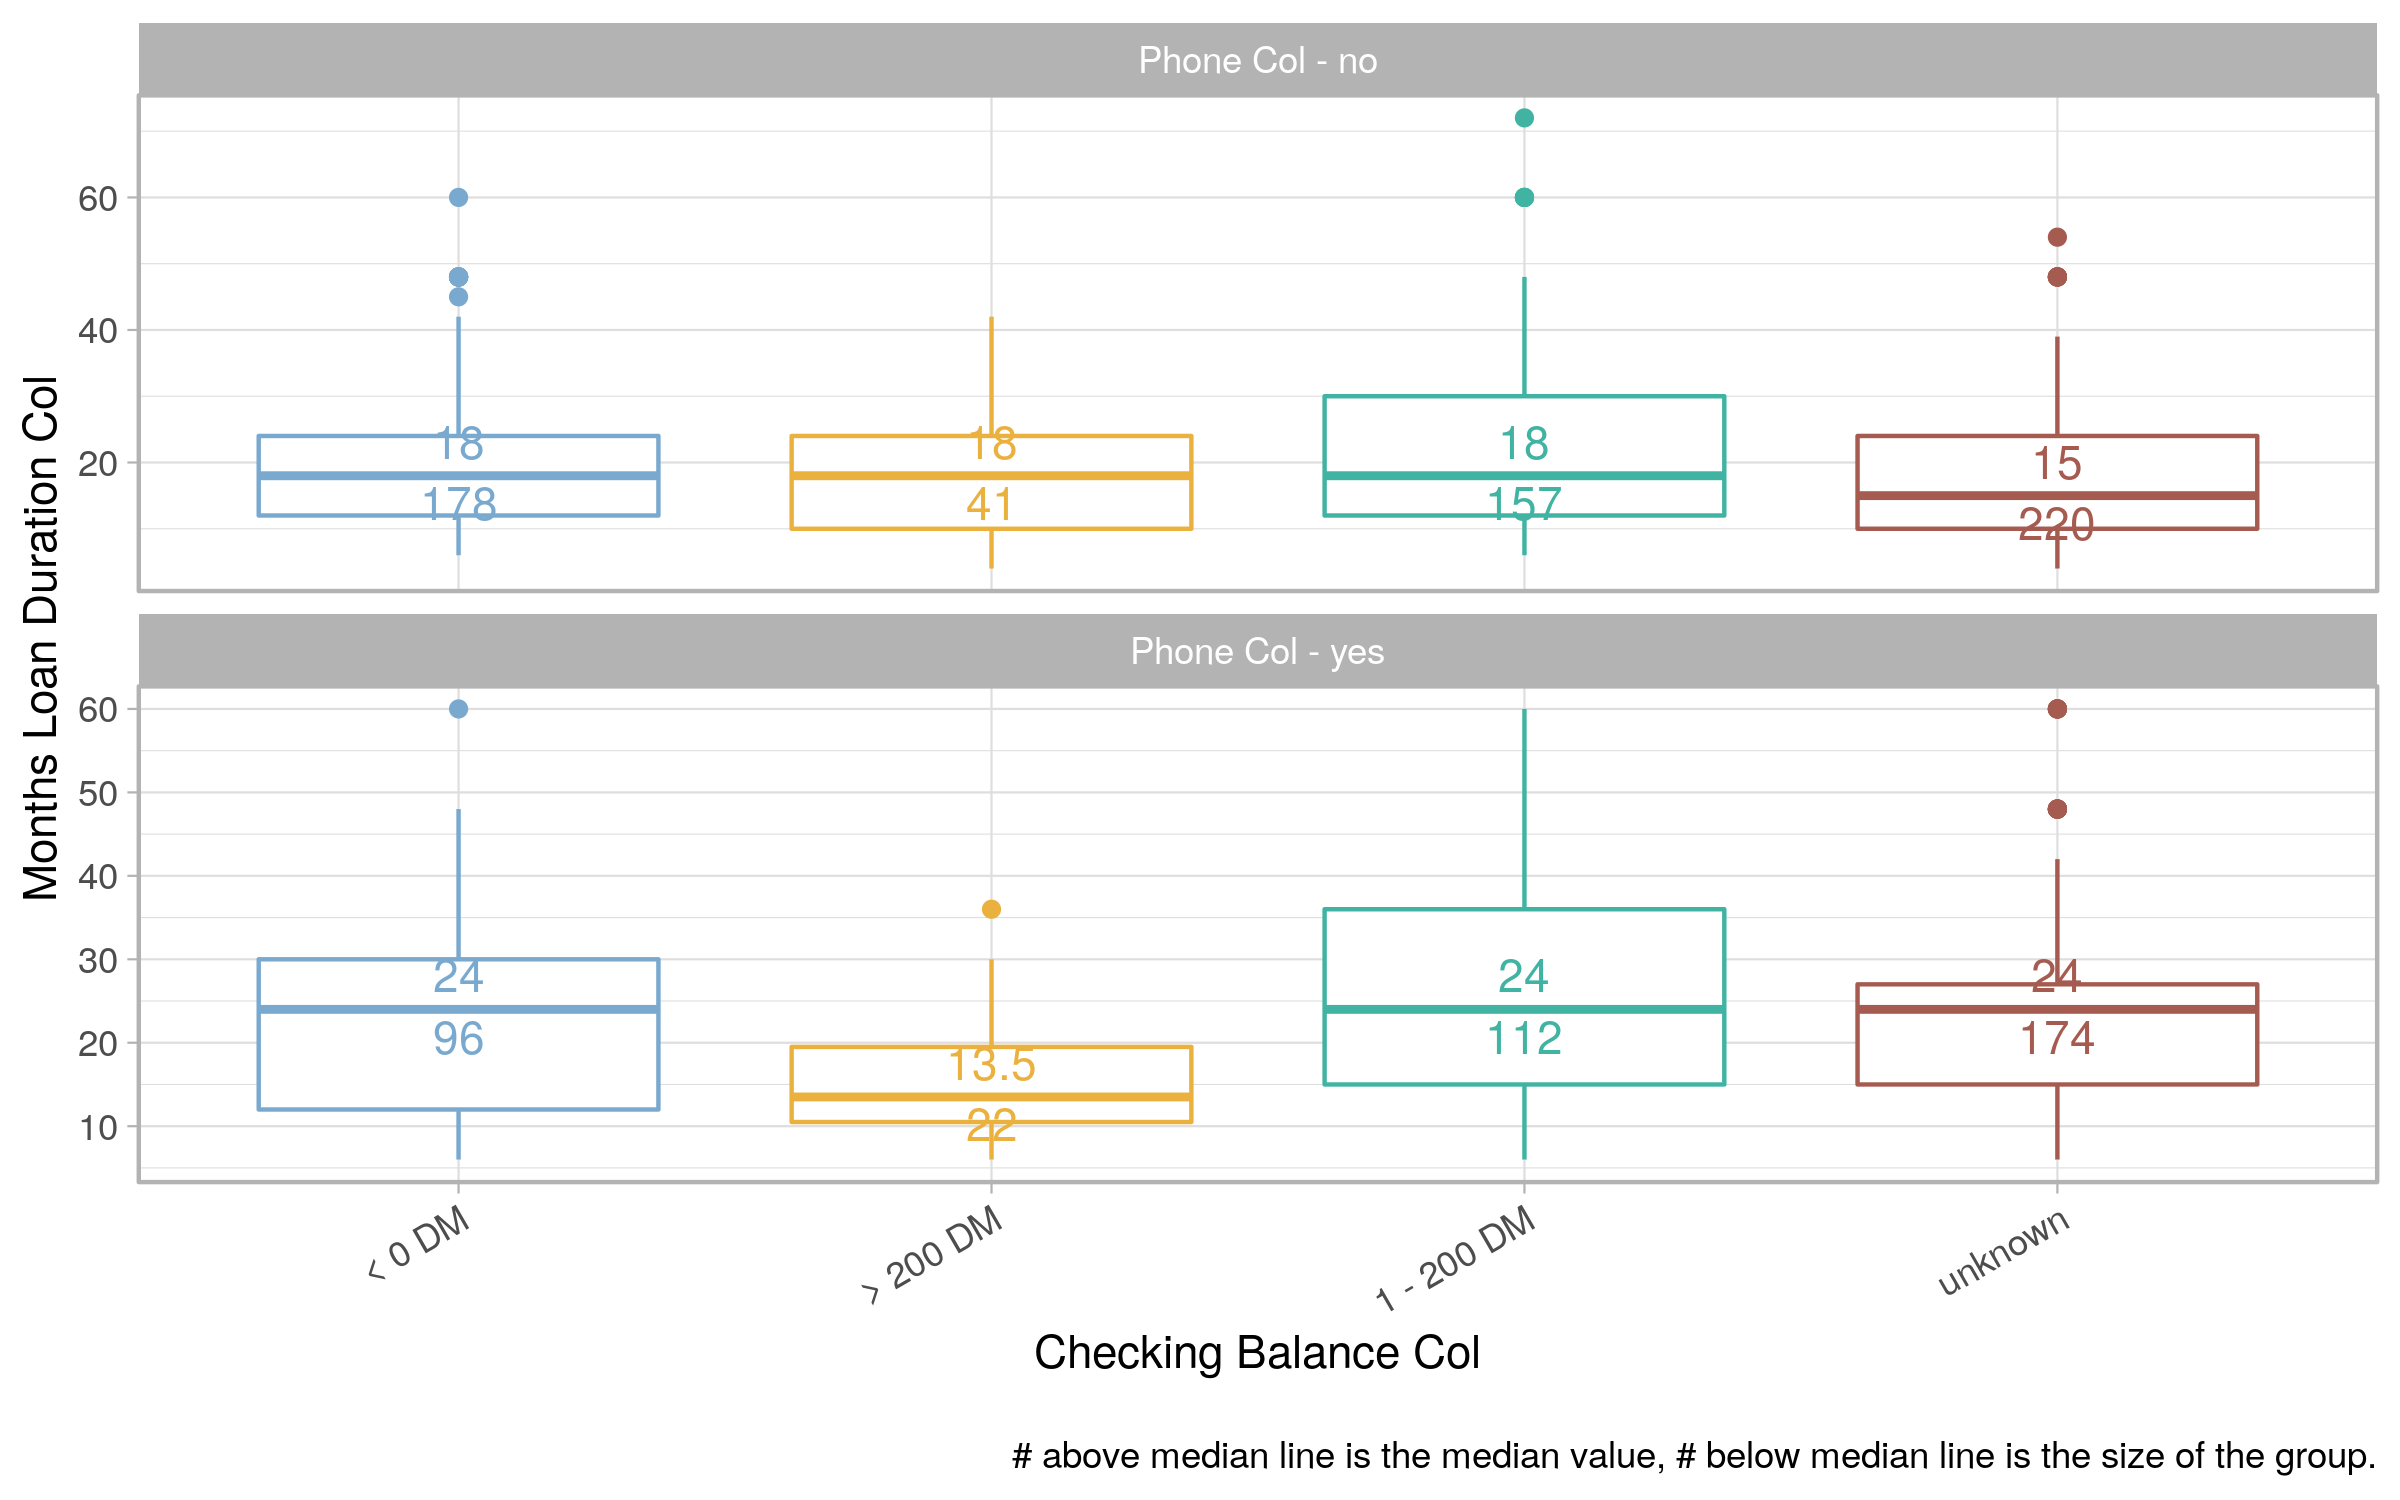 Phone Col - no
60
40
20
18
178
18
41
18
157
15
220
Months Loan Duration Col
Phone Col - yes
60
50
40
30
20
10
24
96
13.5
22
24
112
24
174
< 0 DM
> 200 DM
1 - 200 DM
unknown
Checking Balance Col
# above median line is the median value, # below median line is the size of the group.